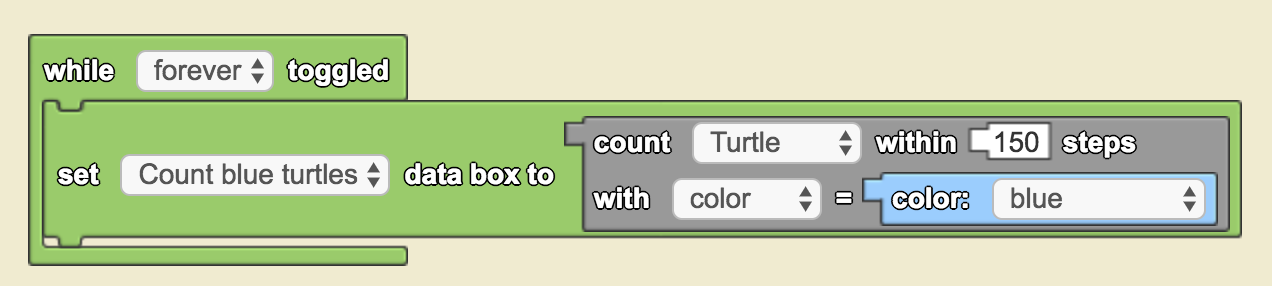 while forever toggled
count Turtle within 150 steps
set Count blue turtles data box to
with color = color: blue